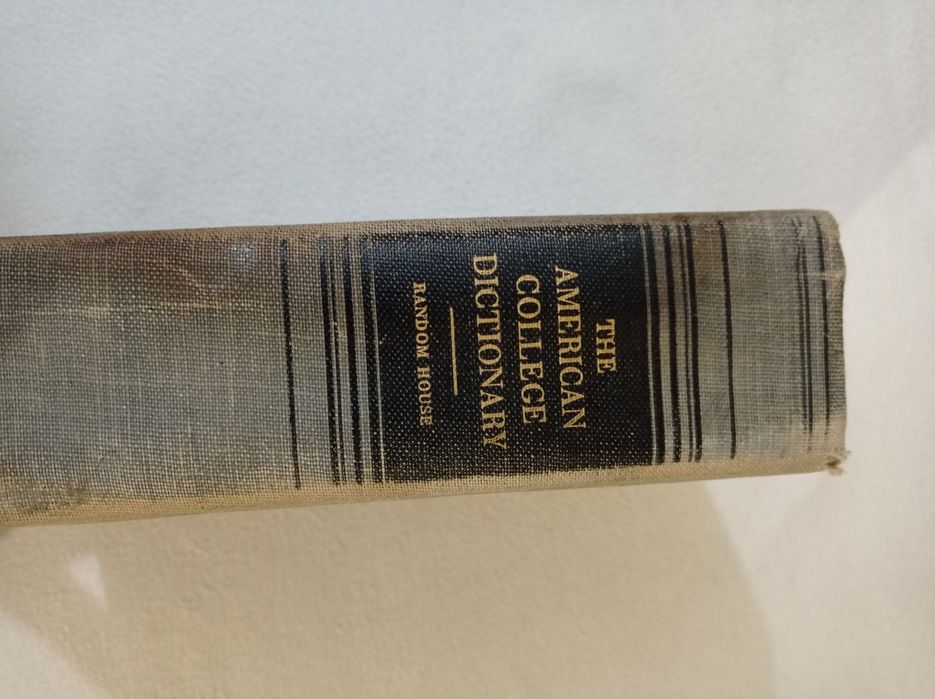 THE
AMERICAN
COLLEGE
DICTIONARY
RANDOM HOUSE